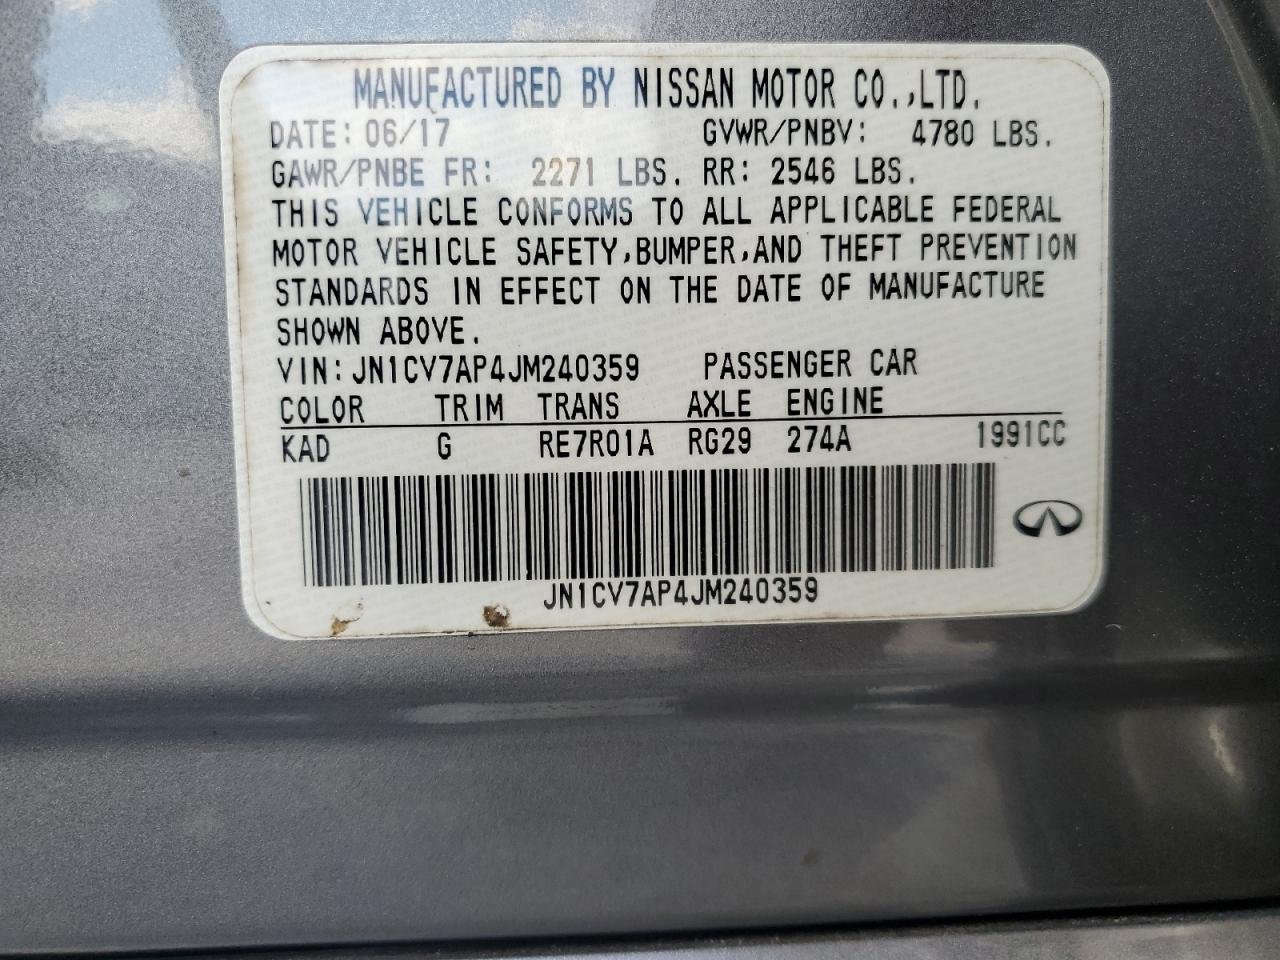 MANUFACTURED BY NISSAN MOTOR CO.,LTD.
DATE: 06/17 GVWR/PNBV: 4780 LBS.
GAWR/PNBE FR: 2271 LBS. RR: 2546 LBS.
THIS VEHICLE CONFORMS TO ALL APPLICABLE FEDERAL
MOTOR VEHICLE SAFETY,BUMPER,AND THEFT PREVENTION
STANDARDS IN EFFECT ON THE DATE OF MANUFACTURE
SHOWN ABOVE.
VIN: JN1CV7AP4JM240359 PASSENGER CAR
COLOR TRIM TRANS AXLE ENGINE
KAD G RE7R01A RG29 274A 1991CC
JN1CV7AP4JM240359